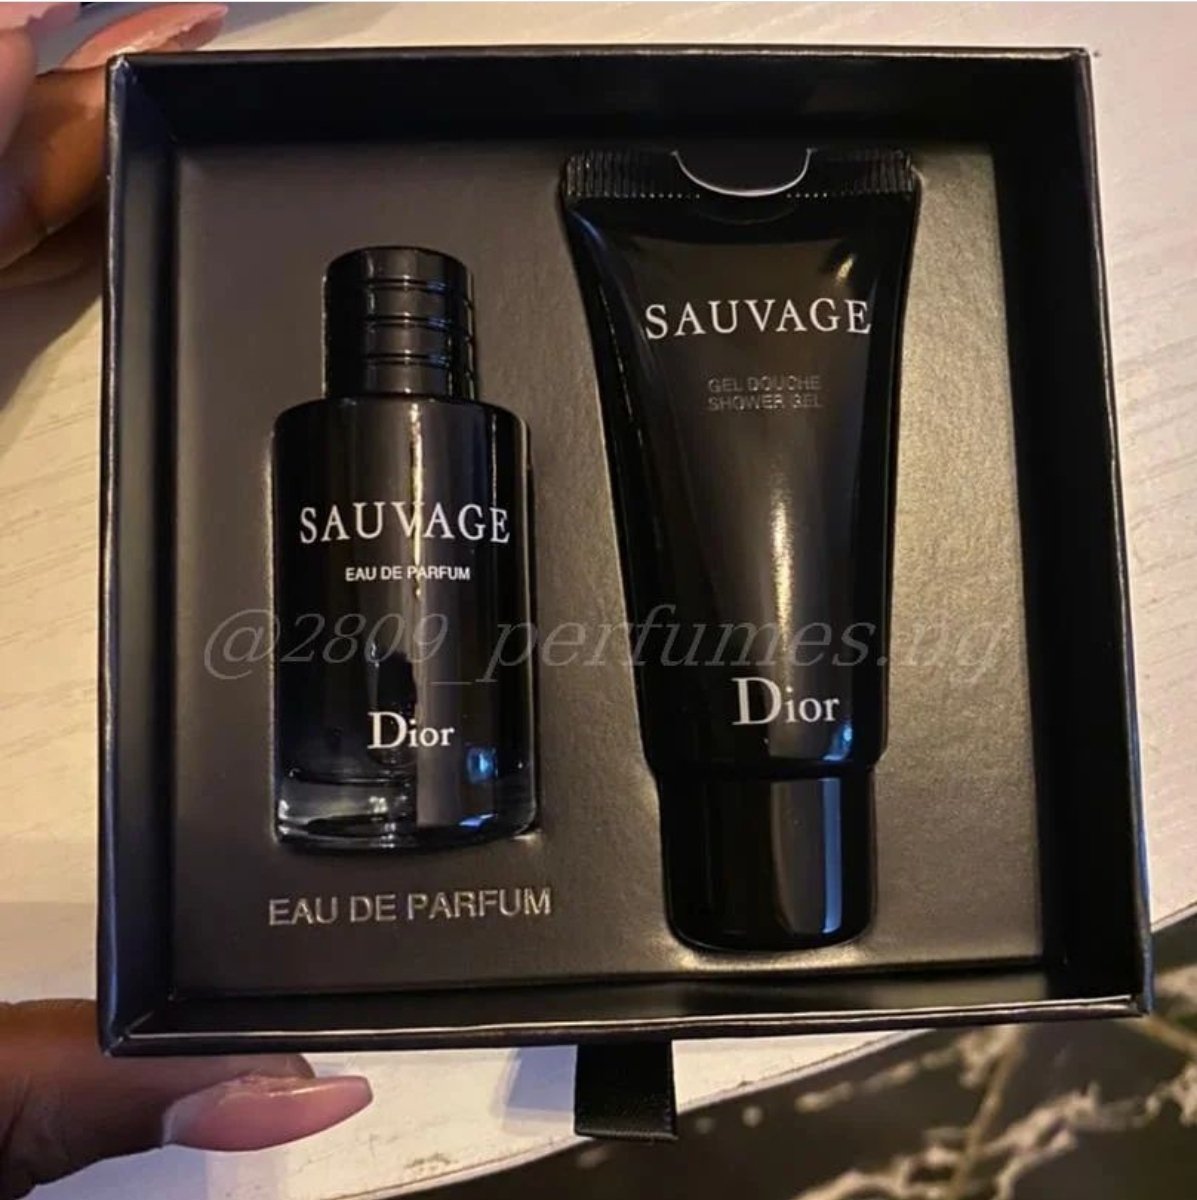 SAUVAGE
EAU DE PARFUM
Dior
EAU DE PARFUM
SAUVAGE
GEL DOUCHE
SHOWER GEL
Dior
@2809_perfumes.ng